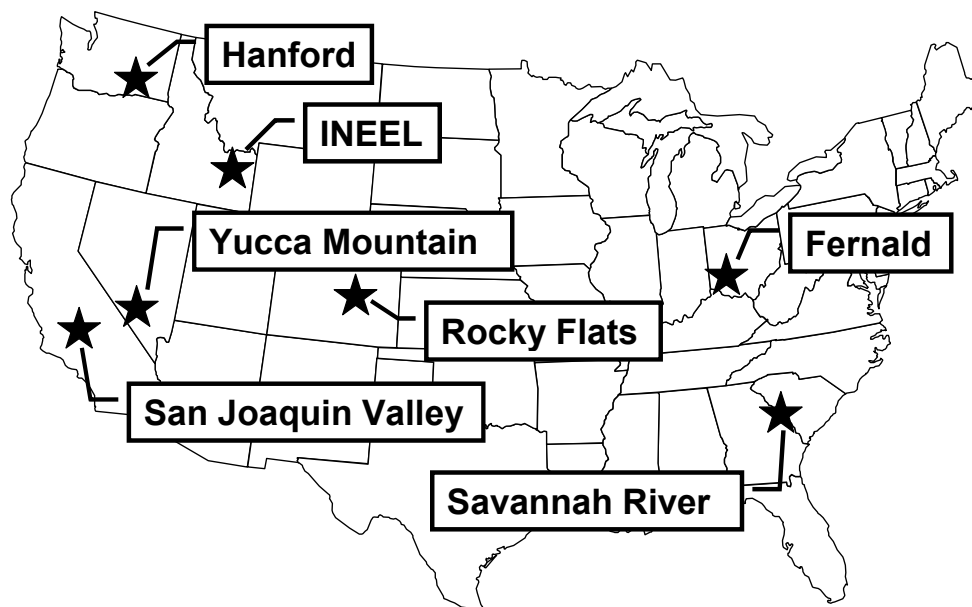 Hanford
INEEL
Yucca Mountain
Fernald
Rocky Flats
San Joaquin Valley
Savannah River